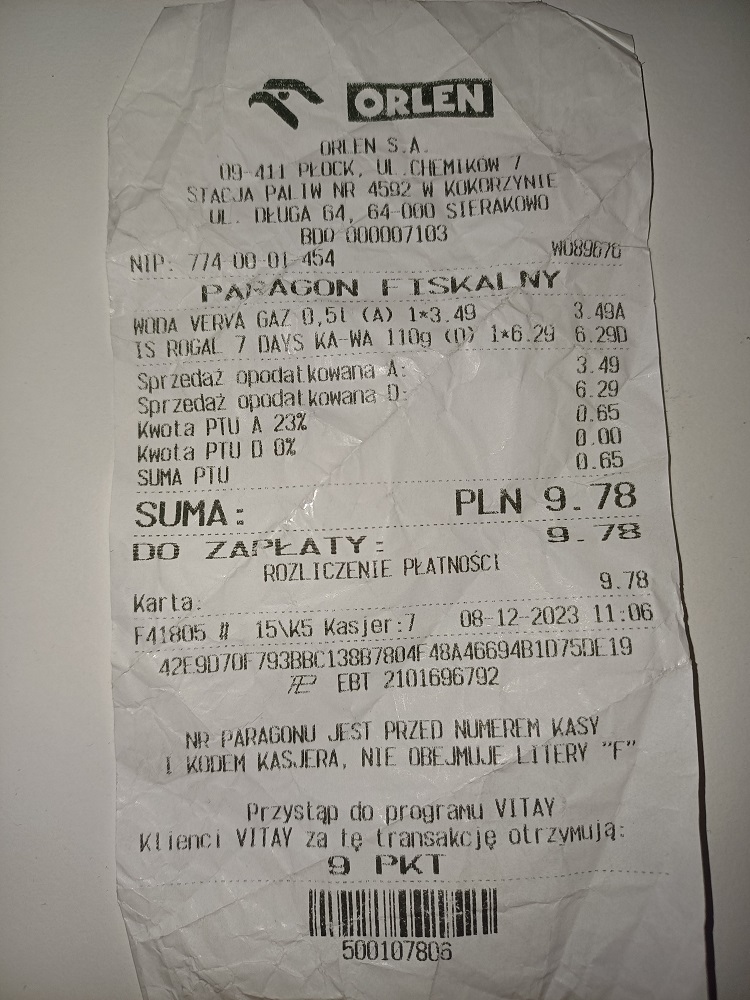 ORLEN
ORLEN S.A.
09-411 PŁOCK, UL.CHEMIKÓW 7
STACJA PALIW NR 4592 W KOKORZYNIE
UL. DŁUGA 64, 64-000 SIERAKOWO
BDO 000007103
NIP: 774-00-01-454 W089676
PARAGON FISKALNY
WODA VERVA GAZ 0,5l (A) 1*3.49 3.49A
IS ROGAL 7 DAYS KA-WA 110g (D) 1*6.29 6.29D
Sprzedaż opodatkowana A: 3.49
Sprzedaż opodatkowana D: 6.29
Kwota PTU A 23% 0.65
Kwota PTU D 0% 0.00
SUMA PTU 0.65
SUMA: PLN 9.78
DO ZAPŁATY: 9.78
ROZLICZENIE PŁATNOŚCI
Karta: 9.78
F41805 # 15\K5 Kasjer:7 08-12-2023 11:06
42E9D70F793BBC138B7804F48A46694B1D75DE19
EBT 2101696792
NR PARAGONU JEST PRZED NUMEREM KASY
I KODEM KASJERA, NIE OBEJMUJE LITERY "F"
Przystąp do programu VITAY
Klienci VITAY za tę transakcję otrzymują:
9 PKT
500107806